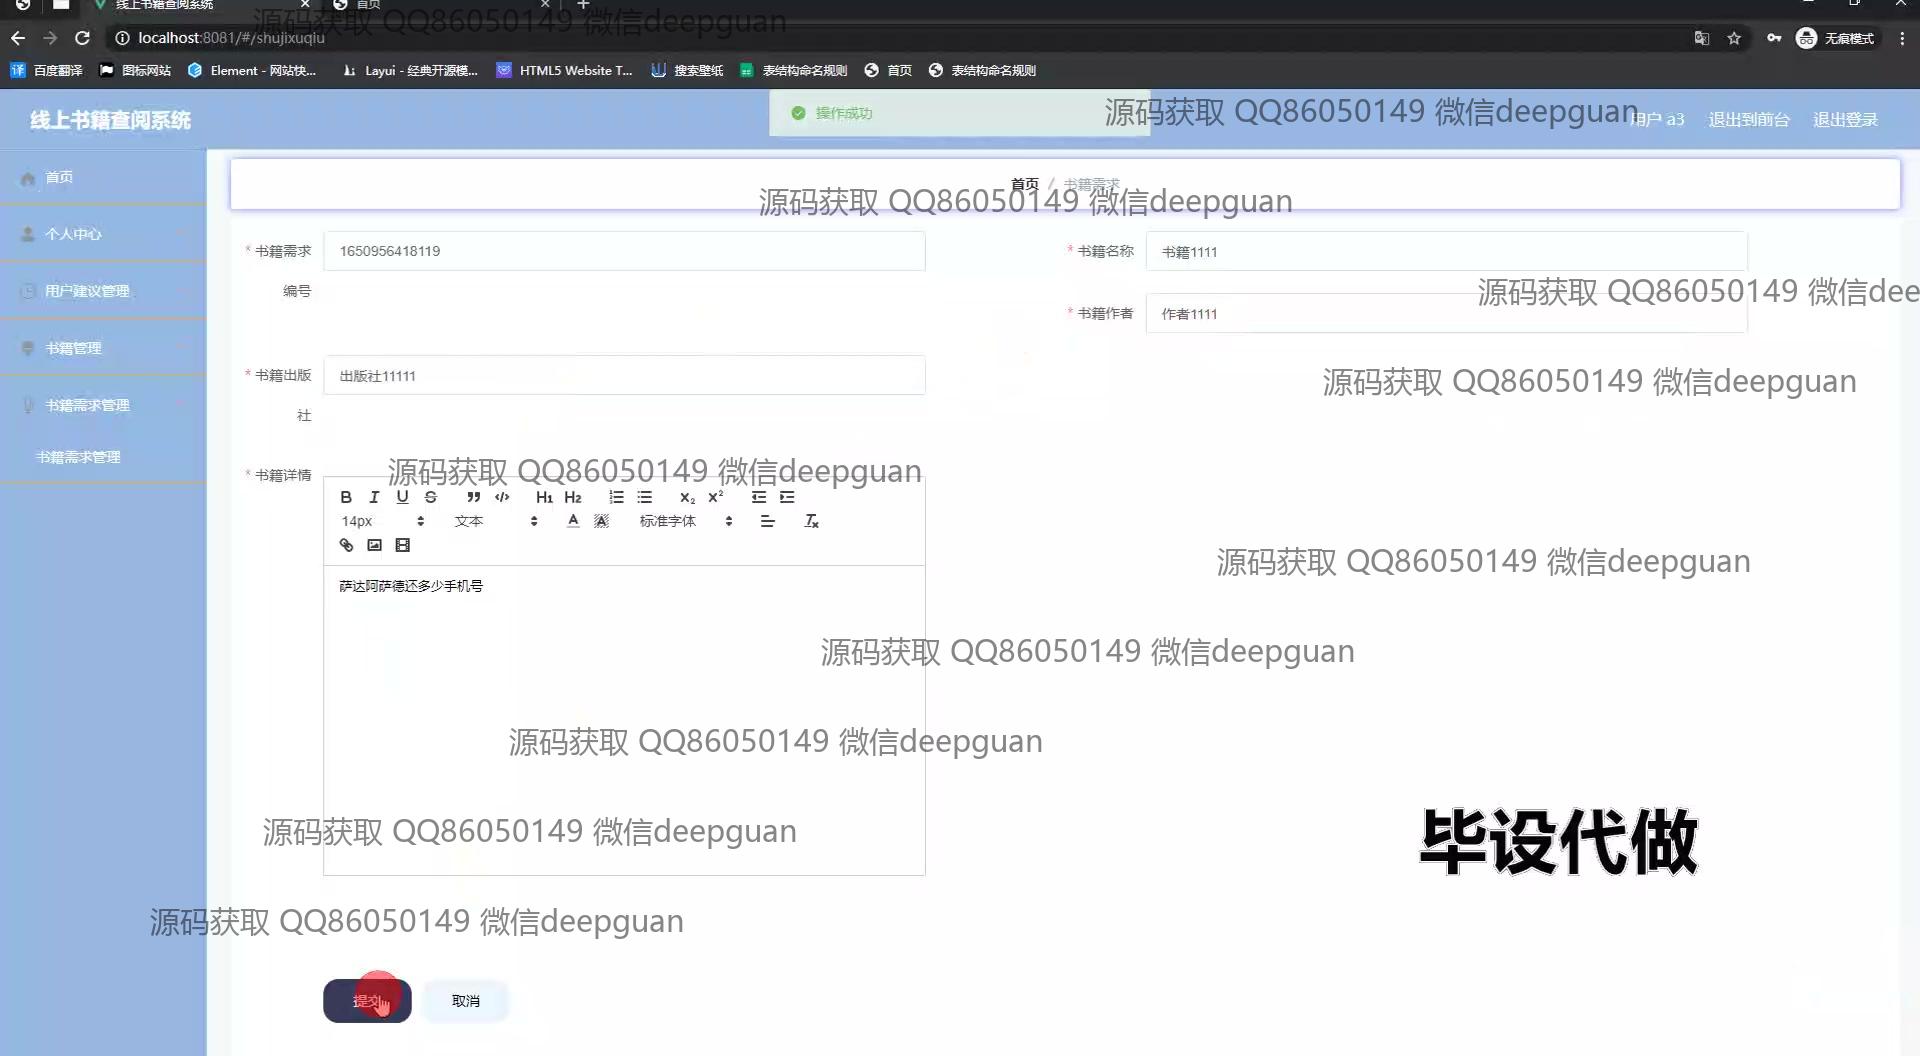 线上书籍查阅系统
首页
源码获取 QQ86050149 微信deepguan
localhost:8081/#/shujixuqiu
无痕模式
百度翻译
图标网站
Element - 网站快...
Layui - 经典开源模...
HTML5 Website T...
搜索壁纸
表结构命名规则
首页
表结构命名规则
线上书籍查阅系统
操作成功
源码获取 QQ86050149 微信deepguan
用户 a3
退出到前台
退出登录
首页
个人中心
用户建议管理
书籍管理
书籍需求管理
书籍需求管理
首页 / 书籍需求
源码获取 QQ86050149 微信deepguan
* 书籍需求编号
1650956418119
* 书籍名称
书籍1111
源码获取 QQ86050149 微信dee
* 书籍作者
作者1111
* 书籍出版社
出版社11111
源码获取 QQ86050149 微信deepguan
* 书籍详情
源码获取 QQ86050149 微信deepguan
B I U S H1 H2 X2 X2
14px 文本 A A 标准字体 Tx
萨达阿萨德还多少手机号
源码获取 QQ86050149 微信deepguan
源码获取 QQ86050149 微信deepguan
源码获取 QQ86050149 微信deepguan
源码获取 QQ86050149 微信deepguan
毕设代做
源码获取 QQ86050149 微信deepguan
提交
取消